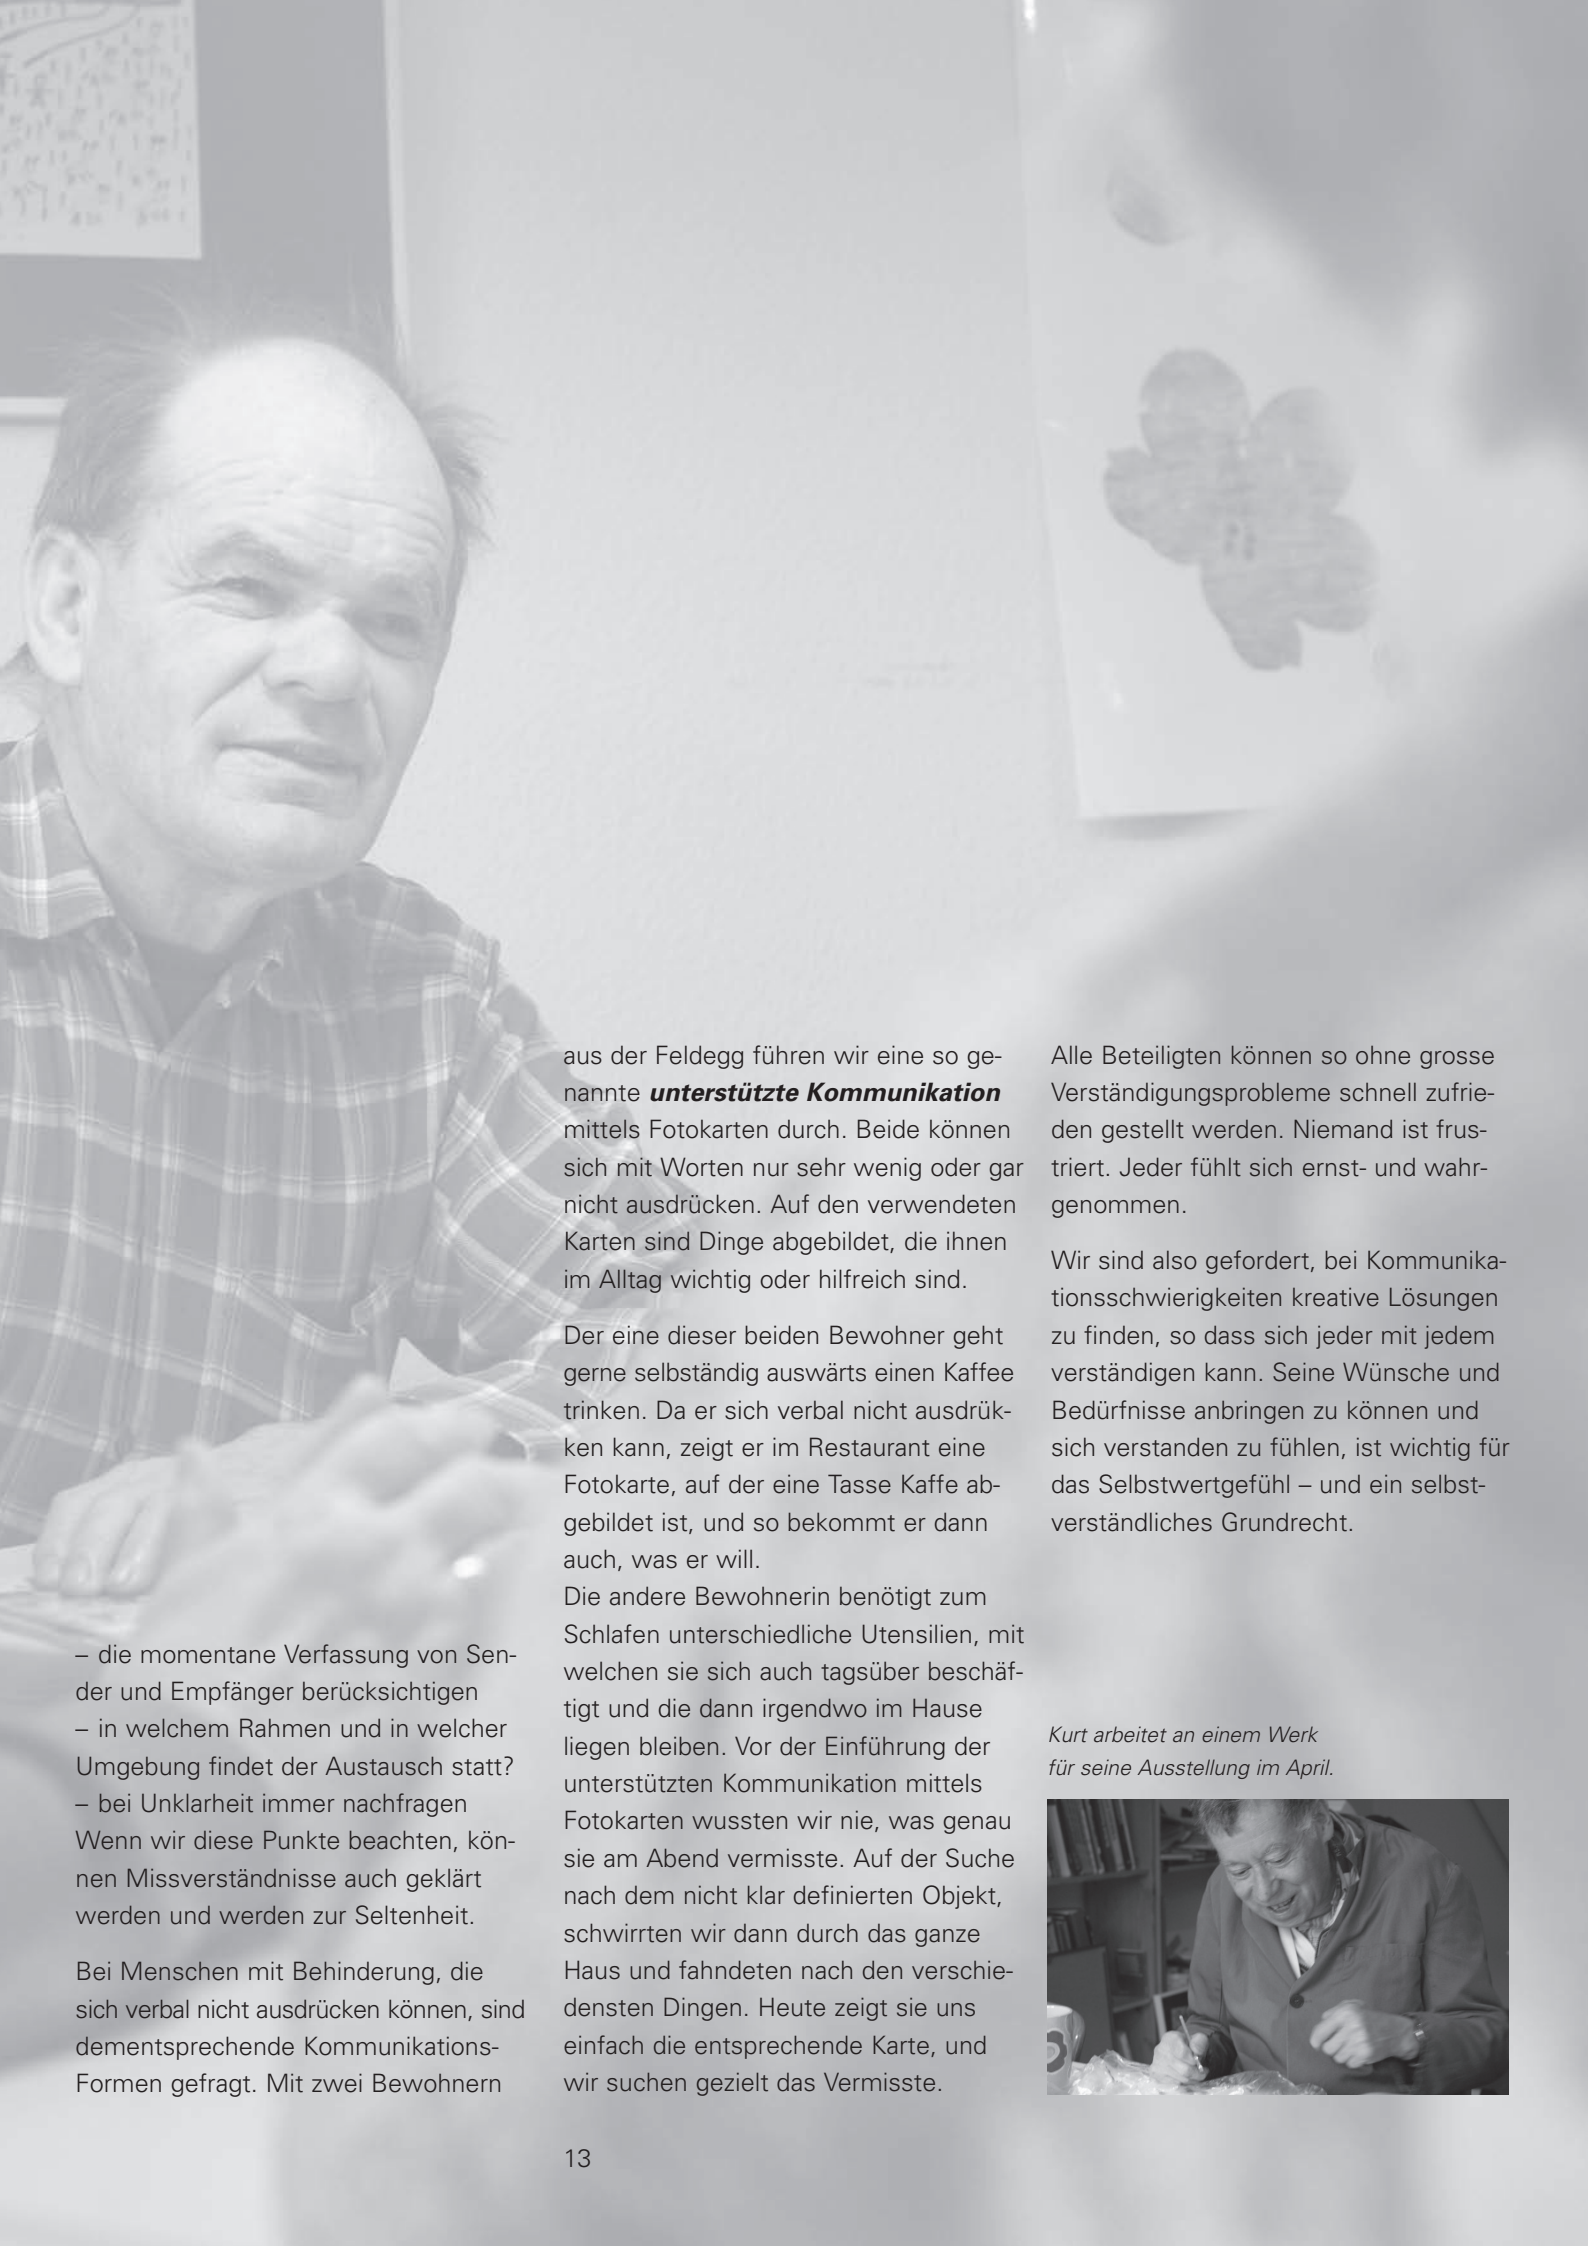 – die momentane Verfassung von Sen-
der und Empfänger berücksichtigen
– in welchem Rahmen und in welcher
Umgebung findet der Austausch statt?
– bei Unklarheit immer nachfragen
Wenn wir diese Punkte beachten, kön-
nen Missverständnisse auch geklärt
werden und werden zur Seltenheit.
Bei Menschen mit Behinderung, die
sich verbal nicht ausdrücken können, sind
dementsprechende Kommunikations-
Formen gefragt. Mit zwei Bewohnern
aus der Feldegg führen wir eine so ge-
nannte unterstützte Kommunikation
mittels Fotokarten durch. Beide können
sich mit Worten nur sehr wenig oder gar
nicht ausdrücken. Auf den verwendeten
Karten sind Dinge abgebildet, die ihnen
im Alltag wichtig oder hilfreich sind.
Der eine dieser beiden Bewohner geht
gerne selbständig auswärts einen Kaffee
trinken. Da er sich verbal nicht ausdrük-
ken kann, zeigt er im Restaurant eine
Fotokarte, auf der eine Tasse Kaffe ab-
gebildet ist, und so bekommt er dann
auch, was er will.
Die andere Bewohnerin benötigt zum
Schlafen unterschiedliche Utensilien, mit
welchen sie sich auch tagsüber beschäf-
tigt und die dann irgendwo im Hause
liegen bleiben. Vor der Einführung der
unterstützten Kommunikation mittels
Fotokarten wussten wir nie, was genau
sie am Abend vermisste. Auf der Suche
nach dem nicht klar definierten Objekt,
schwirrten wir dann durch das ganze
Haus und fahndeten nach den verschie-
densten Dingen. Heute zeigt sie uns
einfach die entsprechende Karte, und
wir suchen gezielt das Vermisste.
Alle Beteiligten können so ohne grosse
Verständigungsprobleme schnell zufrie-
den gestellt werden. Niemand ist frus-
triert. Jeder fühlt sich ernst- und wahr-
genommen.
Wir sind also gefordert, bei Kommunika-
tionsschwierigkeiten kreative Lösungen
zu finden, so dass sich jeder mit jedem
verständigen kann. Seine Wünsche und
Bedürfnisse anbringen zu können und
sich verstanden zu fühlen, ist wichtig für
das Selbstwertgefühl – und ein selbst-
verständliches Grundrecht.
Kurt arbeitet an einem Werk
für seine Ausstellung im April.
13